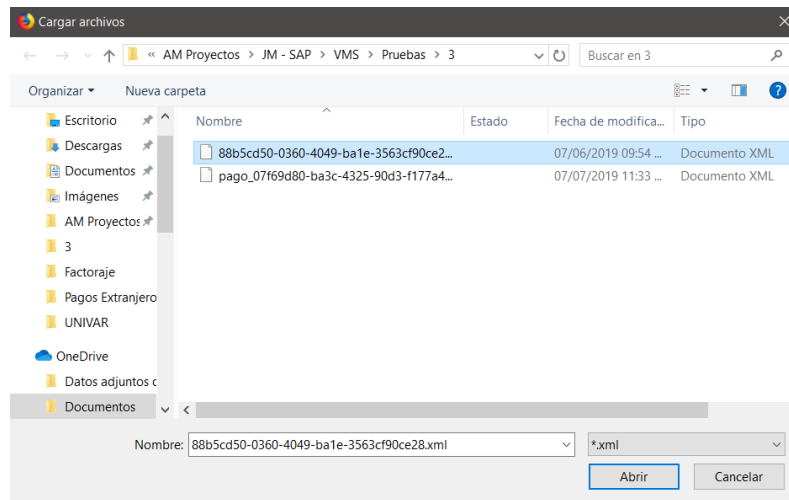 Cargar archivos
« AM Proyectos > JM - SAP > VMS > Pruebas > 3
Buscar en 3
Organizar
Nueva carpeta
Nombre
Estado
Fecha de modifica...
Tipo
Escritorio
Descargas
Documentos
Imágenes
AM Proyectos
3
Factoraje
Pagos Extranjero
UNIVAR
OneDrive
Datos adjuntos
Documentos
88b5cd50-0360-4049-ba1e-3563cf90ce2... 07/06/2019 09:54 ... Documento XML
pago_07f69d80-ba3c-4325-90d3-f177a4... 07/07/2019 11:33 ... Documento XML
Nombre: 88b5cd50-0360-4049-ba1e-3563cf90ce28.xml
*.xml
Abrir
Cancelar